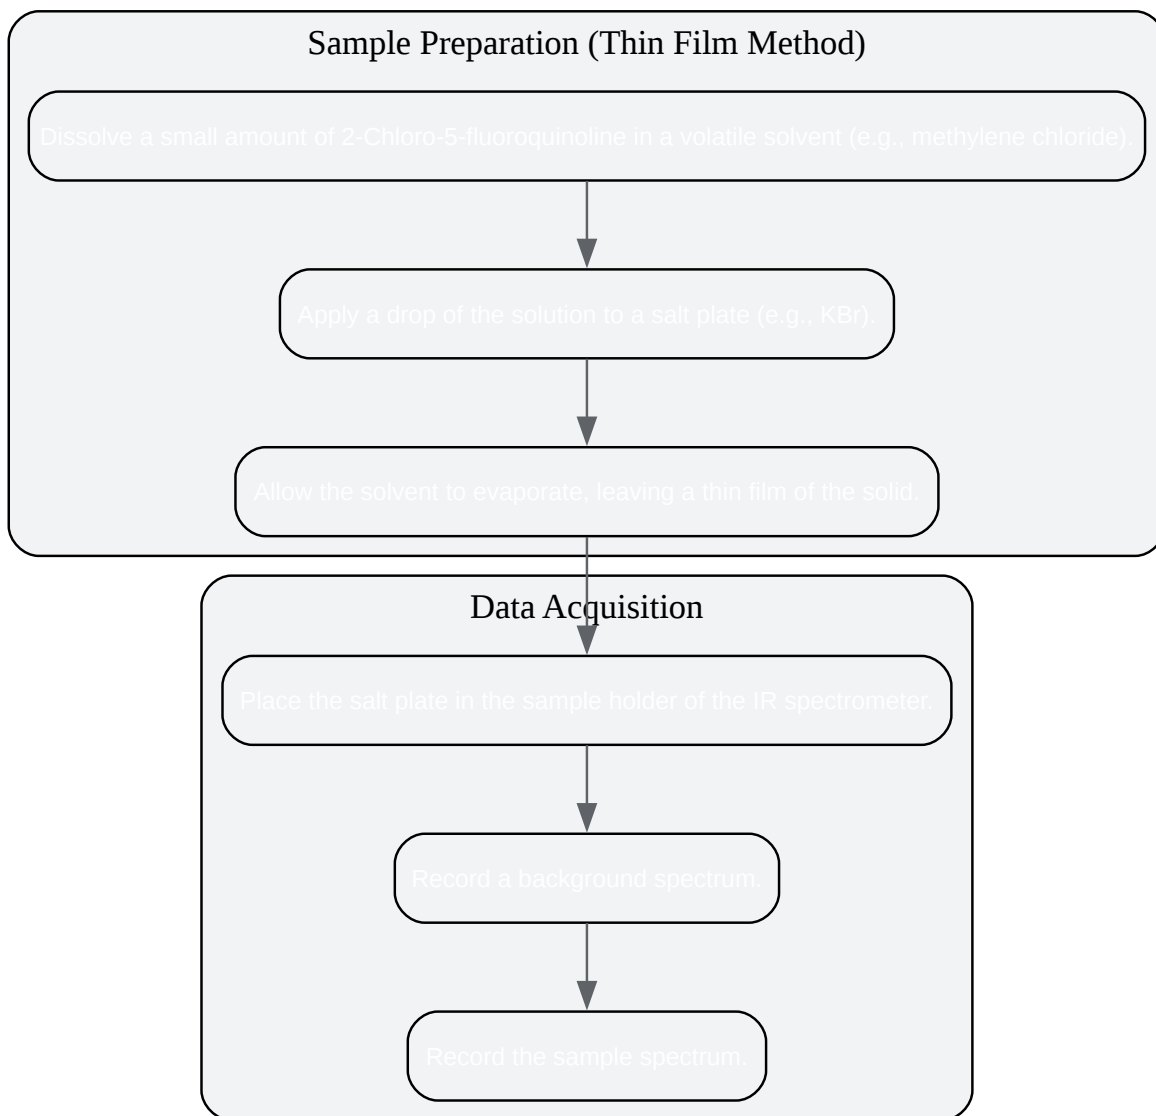 Sample Preparation (Thin Film Method)
Dissolve a small amount of 2-Chloro-5-fluoroquinoline in a volatile solvent (e.g., methylene chloride).
Apply a drop of the solution to a salt plate (e.g., KBr).
Allow the solvent to evaporate, leaving a thin film of the solid.
Data Acquisition
Place the salt plate in the sample holder of the IR spectrometer.
Record a background spectrum.
Record the sample spectrum.